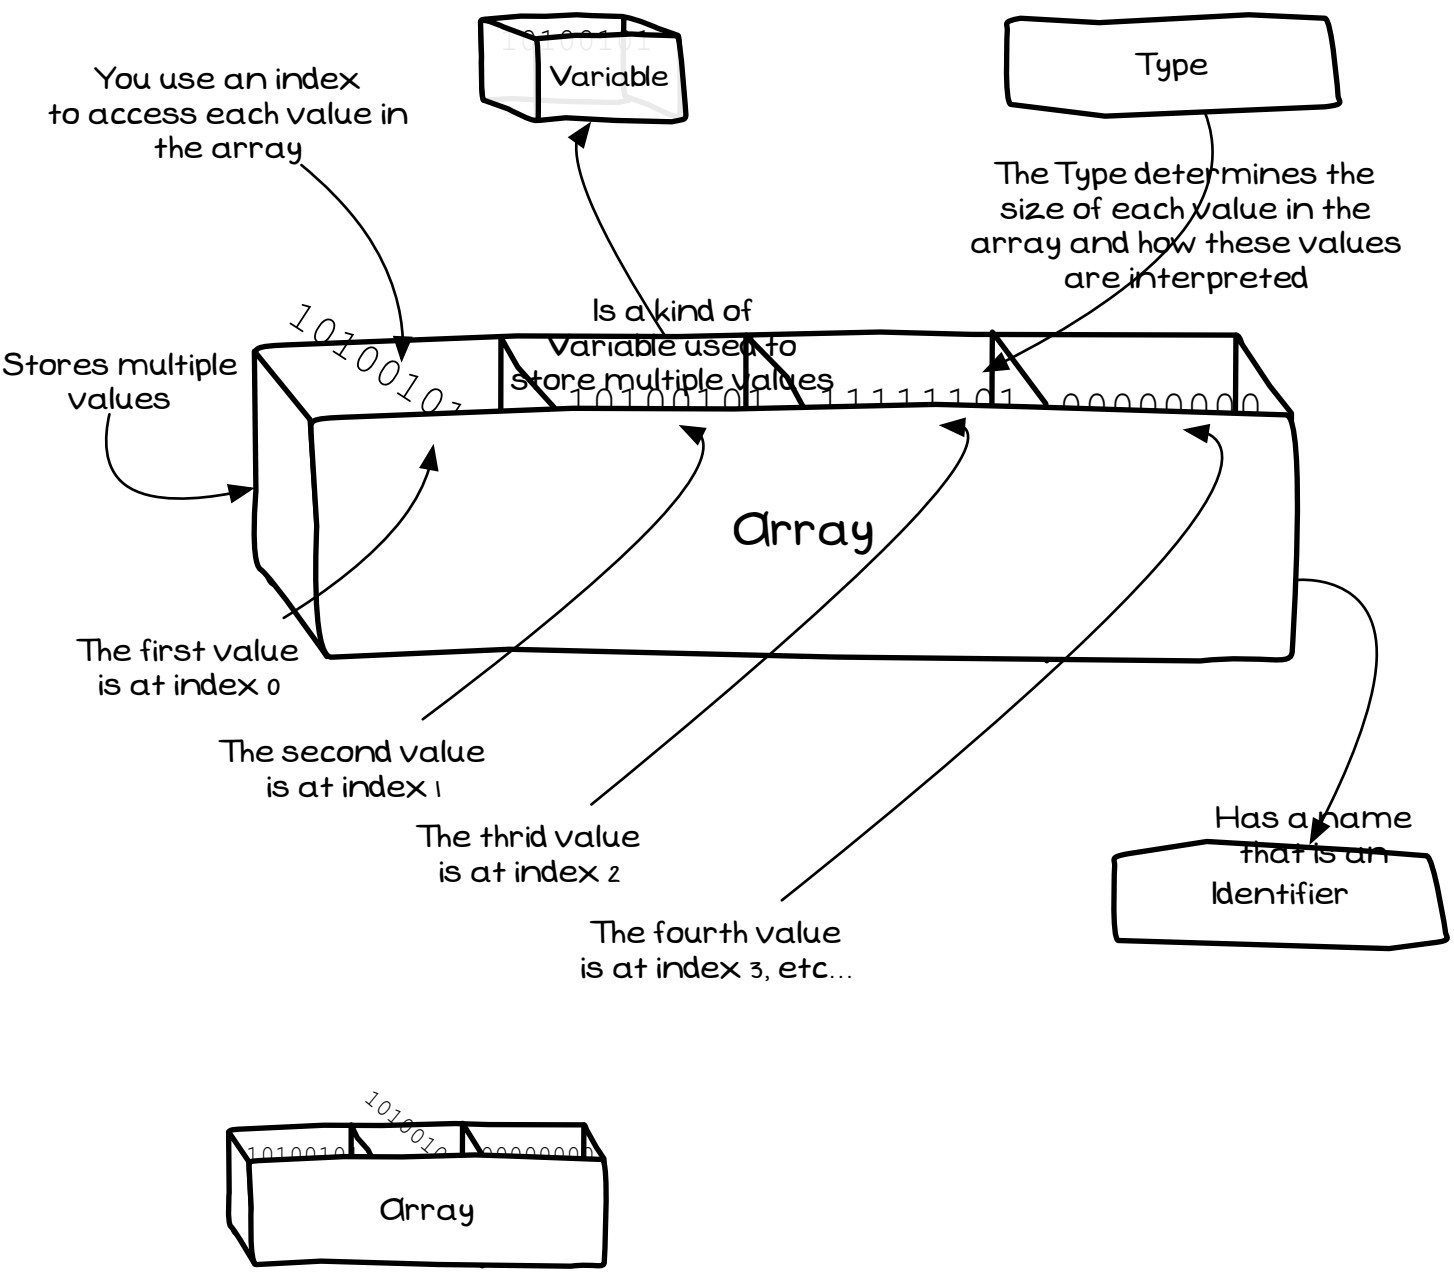 10100101
Variable
Type
You use an index
to access each value in
the array
The Type determines the
size of each value in the
array and how these values
are interpreted
Is a kind of
Variable used to
store multiple values
Stores multiple
values
10100101
10100101
11111101
00000000
Array
The first value
is at index 0
The second value
is at index 1
The thrid value
is at index 2
The fourth value
is at index 3, etc...
Has a name
that is an
Identifier
1010010
1010010
00000000
Array